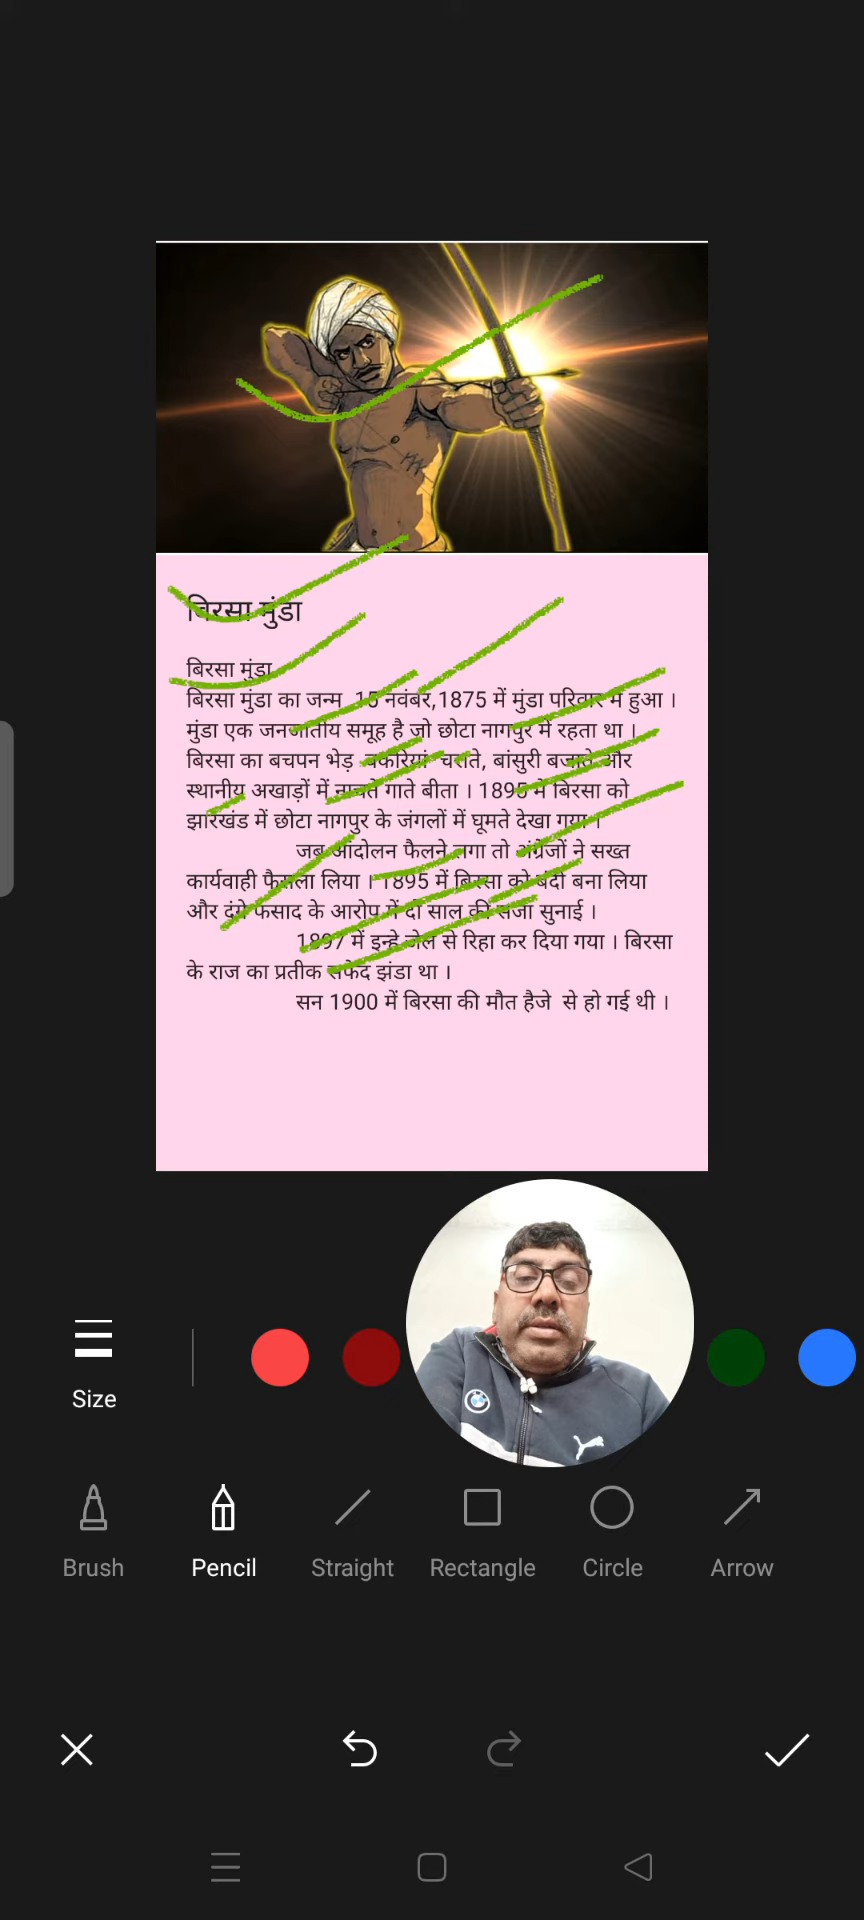 बिरसा मुंडा
बिरसा मुंडा
बिरसा मुंडा का जन्म 15 नवंबर,1875 में मुंडा परिवार में हुआ ।
मुंडा एक जनजातीय समूह है जो छोटा नागपुर में रहता था ।
बिरसा का बचपन भेड़ बकरियां चराते, बांसुरी बजाते और
स्थानीय अखाड़ों में नाचते गाते बीता । 1895 में बिरसा को
झारखंड में छोटा नागपुर के जंगलों में घूमते देखा गया ।
जब आंदोलन फैलने लगा तो अंग्रेजों ने सख्त
कार्यवाही फैसला लिया । 1895 में बिरसा को बंदी बना लिया
और दंगे फसाद के आरोप में दो साल की सजा सुनाई ।
1897 में इन्हे जेल से रिहा कर दिया गया । बिरसा
के राज का प्रतीक सफेद झंडा था ।
सन 1900 में बिरसा की मौत हैजे से हो गई थी ।
Size
Brush Pencil Straight Rectangle Circle Arrow